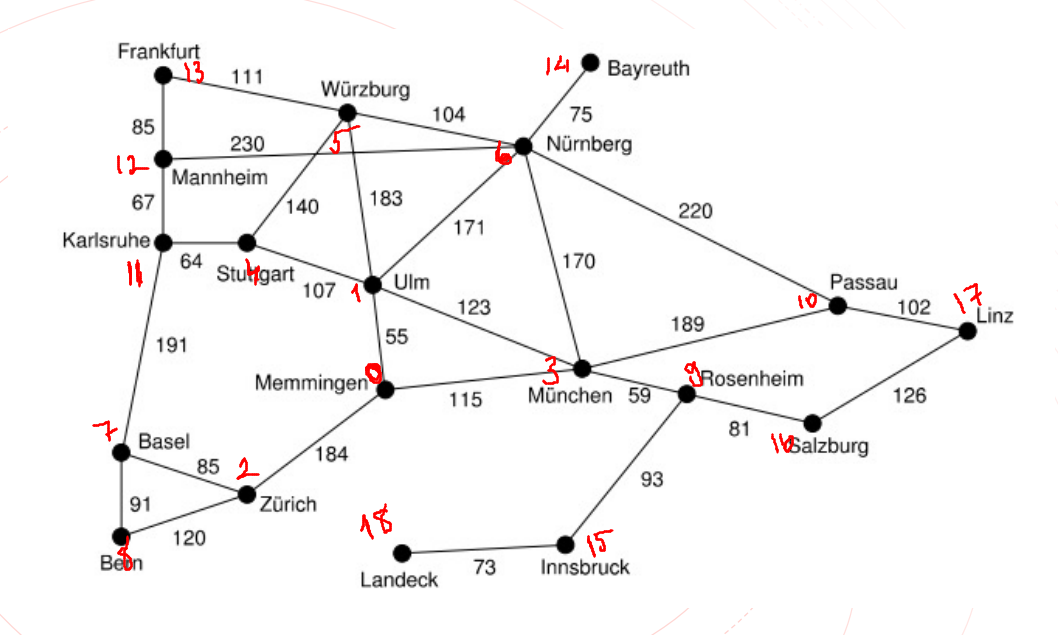 Frankfurt
13
111
Würzburg
14
Bayreuth
85
104
75
5
230
6
Nürnberg
12
Mannheim
67
140
183
171
220
Karlsruhe
64
11
Stuttgart
4
107
1
Ulm
170
Passau
10
102
17
Linz
123
189
191
55
Memmingen
0
3
9
Rosenheim
115
München
59
126
81
16
Salzburg
7
Basel
85
2
184
91
Zürich
93
120
8
Bern
18
15
Landeck
73
Innsbruck